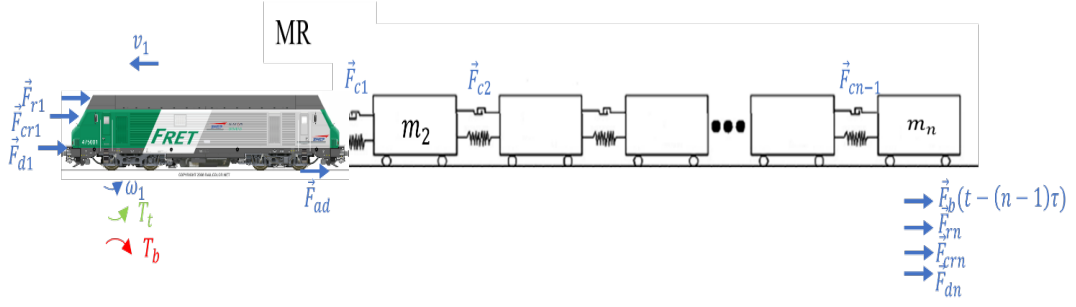 MR
v₁
F⃗r1
F⃗cr1
F⃗d1
F⃗c1
F⃗c2
F⃗cn−1
m₂
mn
FRET
475001
F⃗ad
ω₁
Tt
Tb
F⃗b(t − (n − 1)τ)
F⃗rn
F⃗crn
F⃗dn